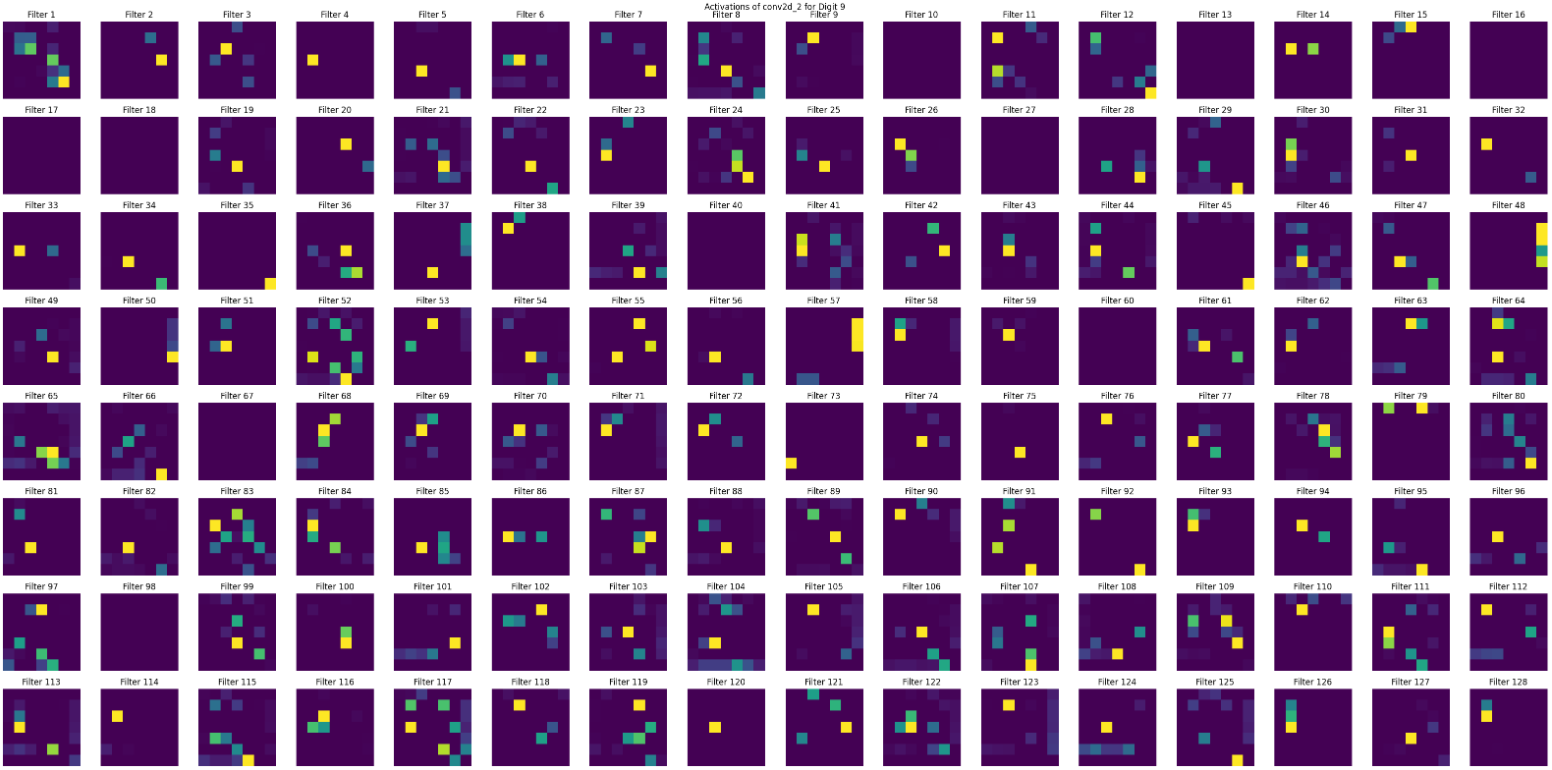 Activations of conv2d_2 for Digit 9
Filter 1 Filter 2 Filter 3 Filter 4 Filter 5 Filter 6 Filter 7 Filter 8 Filter 9 Filter 10 Filter 11 Filter 12 Filter 13 Filter 14 Filter 15 Filter 16
Filter 17 Filter 18 Filter 19 Filter 20 Filter 21 Filter 22 Filter 23 Filter 24 Filter 25 Filter 26 Filter 27 Filter 28 Filter 29 Filter 30 Filter 31 Filter 32
Filter 33 Filter 34 Filter 35 Filter 36 Filter 37 Filter 38 Filter 39 Filter 40 Filter 41 Filter 42 Filter 43 Filter 44 Filter 45 Filter 46 Filter 47 Filter 48
Filter 49 Filter 50 Filter 51 Filter 52 Filter 53 Filter 54 Filter 55 Filter 56 Filter 57 Filter 58 Filter 59 Filter 60 Filter 61 Filter 62 Filter 63 Filter 64
Filter 65 Filter 66 Filter 67 Filter 68 Filter 69 Filter 70 Filter 71 Filter 72 Filter 73 Filter 74 Filter 75 Filter 76 Filter 77 Filter 78 Filter 79 Filter 80
Filter 81 Filter 82 Filter 83 Filter 84 Filter 85 Filter 86 Filter 87 Filter 88 Filter 89 Filter 90 Filter 91 Filter 92 Filter 93 Filter 94 Filter 95 Filter 96
Filter 97 Filter 98 Filter 99 Filter 100 Filter 101 Filter 102 Filter 103 Filter 104 Filter 105 Filter 106 Filter 107 Filter 108 Filter 109 Filter 110 Filter 111 Filter 112
Filter 113 Filter 114 Filter 115 Filter 116 Filter 117 Filter 118 Filter 119 Filter 120 Filter 121 Filter 122 Filter 123 Filter 124 Filter 125 Filter 126 Filter 127 Filter 128